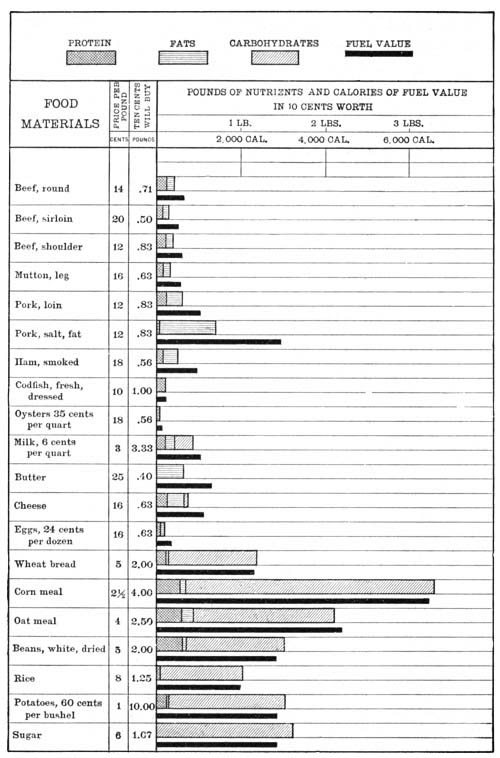 PROTEIN FATS CARBOHYDRATES FUEL VALUE
FOOD MATERIALS
PRICE PER POUND
TEN CENTS WILL BUY
POUNDS OF NUTRIENTS AND CALORIES OF FUEL VALUE
IN 10 CENTS WORTH
1 LB. 2 LBS. 3 LBS.
CENTS POUNDS 2,000 CAL. 4,000 CAL. 6,000 CAL.
Beef, round 14 .71
Beef, sirloin 20 .50
Beef, shoulder 12 .83
Mutton, leg 16 .63
Pork, loin 12 .83
Pork, salt, fat 12 .83
Ham, smoked 18 .56
Codfish, fresh,
dressed 10 1.00
Oysters 35 cents
per quart 18 .56
Milk, 6 cents
per quart 3 3.33
Butter 25 .40
Cheese 16 .63
Eggs, 24 cents
per dozen 16 .63
Wheat bread 5 2.00
Corn meal 2½ 4.00
Oat meal 4 2.50
Beans, white, dried 5 2.00
Rice 8 1.25
Potatoes, 60 cents
per bushel 1 10.00
Sugar 6 1.67